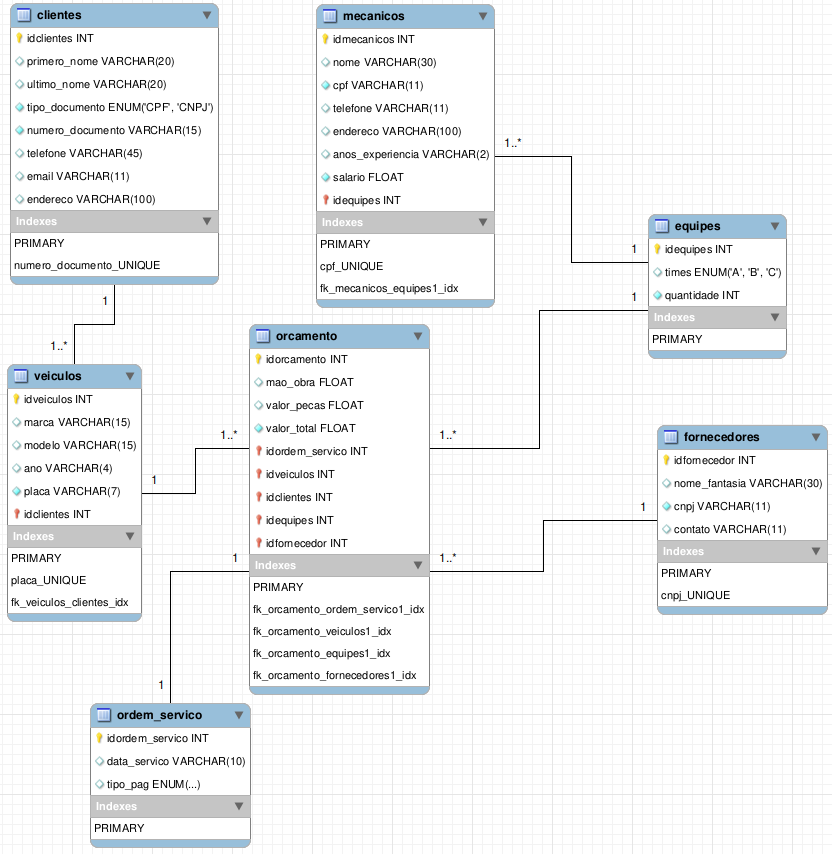 clientes
idclientes INT
primero_nome VARCHAR(20)
ultimo_nome VARCHAR(20)
tipo_documento ENUM('CPF', 'CNPJ')
numero_documento VARCHAR(15)
telefone VARCHAR(45)
email VARCHAR(11)
endereco VARCHAR(100)
Indexes
PRIMARY
numero_documento_UNIQUE
mecanicos
idmecanicos INT
nome VARCHAR(30)
cpf VARCHAR(11)
telefone VARCHAR(11)
endereco VARCHAR(100)
anos_experiencia VARCHAR(2)
salario FLOAT
idequipes INT
Indexes
PRIMARY
cpf_UNIQUE
fk_mecanicos_equipes1_idx
1..*
1
equipes
idequipes INT
times ENUM('A', 'B', 'C')
quantidade INT
Indexes
PRIMARY
1
1
1..*
veiculos
idveiculos INT
marca VARCHAR(15)
modelo VARCHAR(15)
ano VARCHAR(4)
placa VARCHAR(7)
idclientes INT
Indexes
PRIMARY
placa_UNIQUE
fk_veiculos_clientes_idx
1
1..*
orcamento
idorcamento INT
mao_obra FLOAT
valor_pecas FLOAT
valor_total FLOAT
idordem_servico INT
idveiculos INT
idclientes INT
idequipes INT
idfornecedor INT
Indexes
PRIMARY
fk_orcamento_ordem_servico1_idx
fk_orcamento_veiculos1_idx
fk_orcamento_equipes1_idx
fk_orcamento_fornecedores1_idx
1..*
1..*
1
fornecedores
idfornecedor INT
nome_fantasia VARCHAR(30)
cnpj VARCHAR(11)
contato VARCHAR(11)
Indexes
PRIMARY
cnpj_UNIQUE
1
1
ordem_servico
idordem_servico INT
data_servico VARCHAR(10)
tipo_pag ENUM(...)
Indexes
PRIMARY